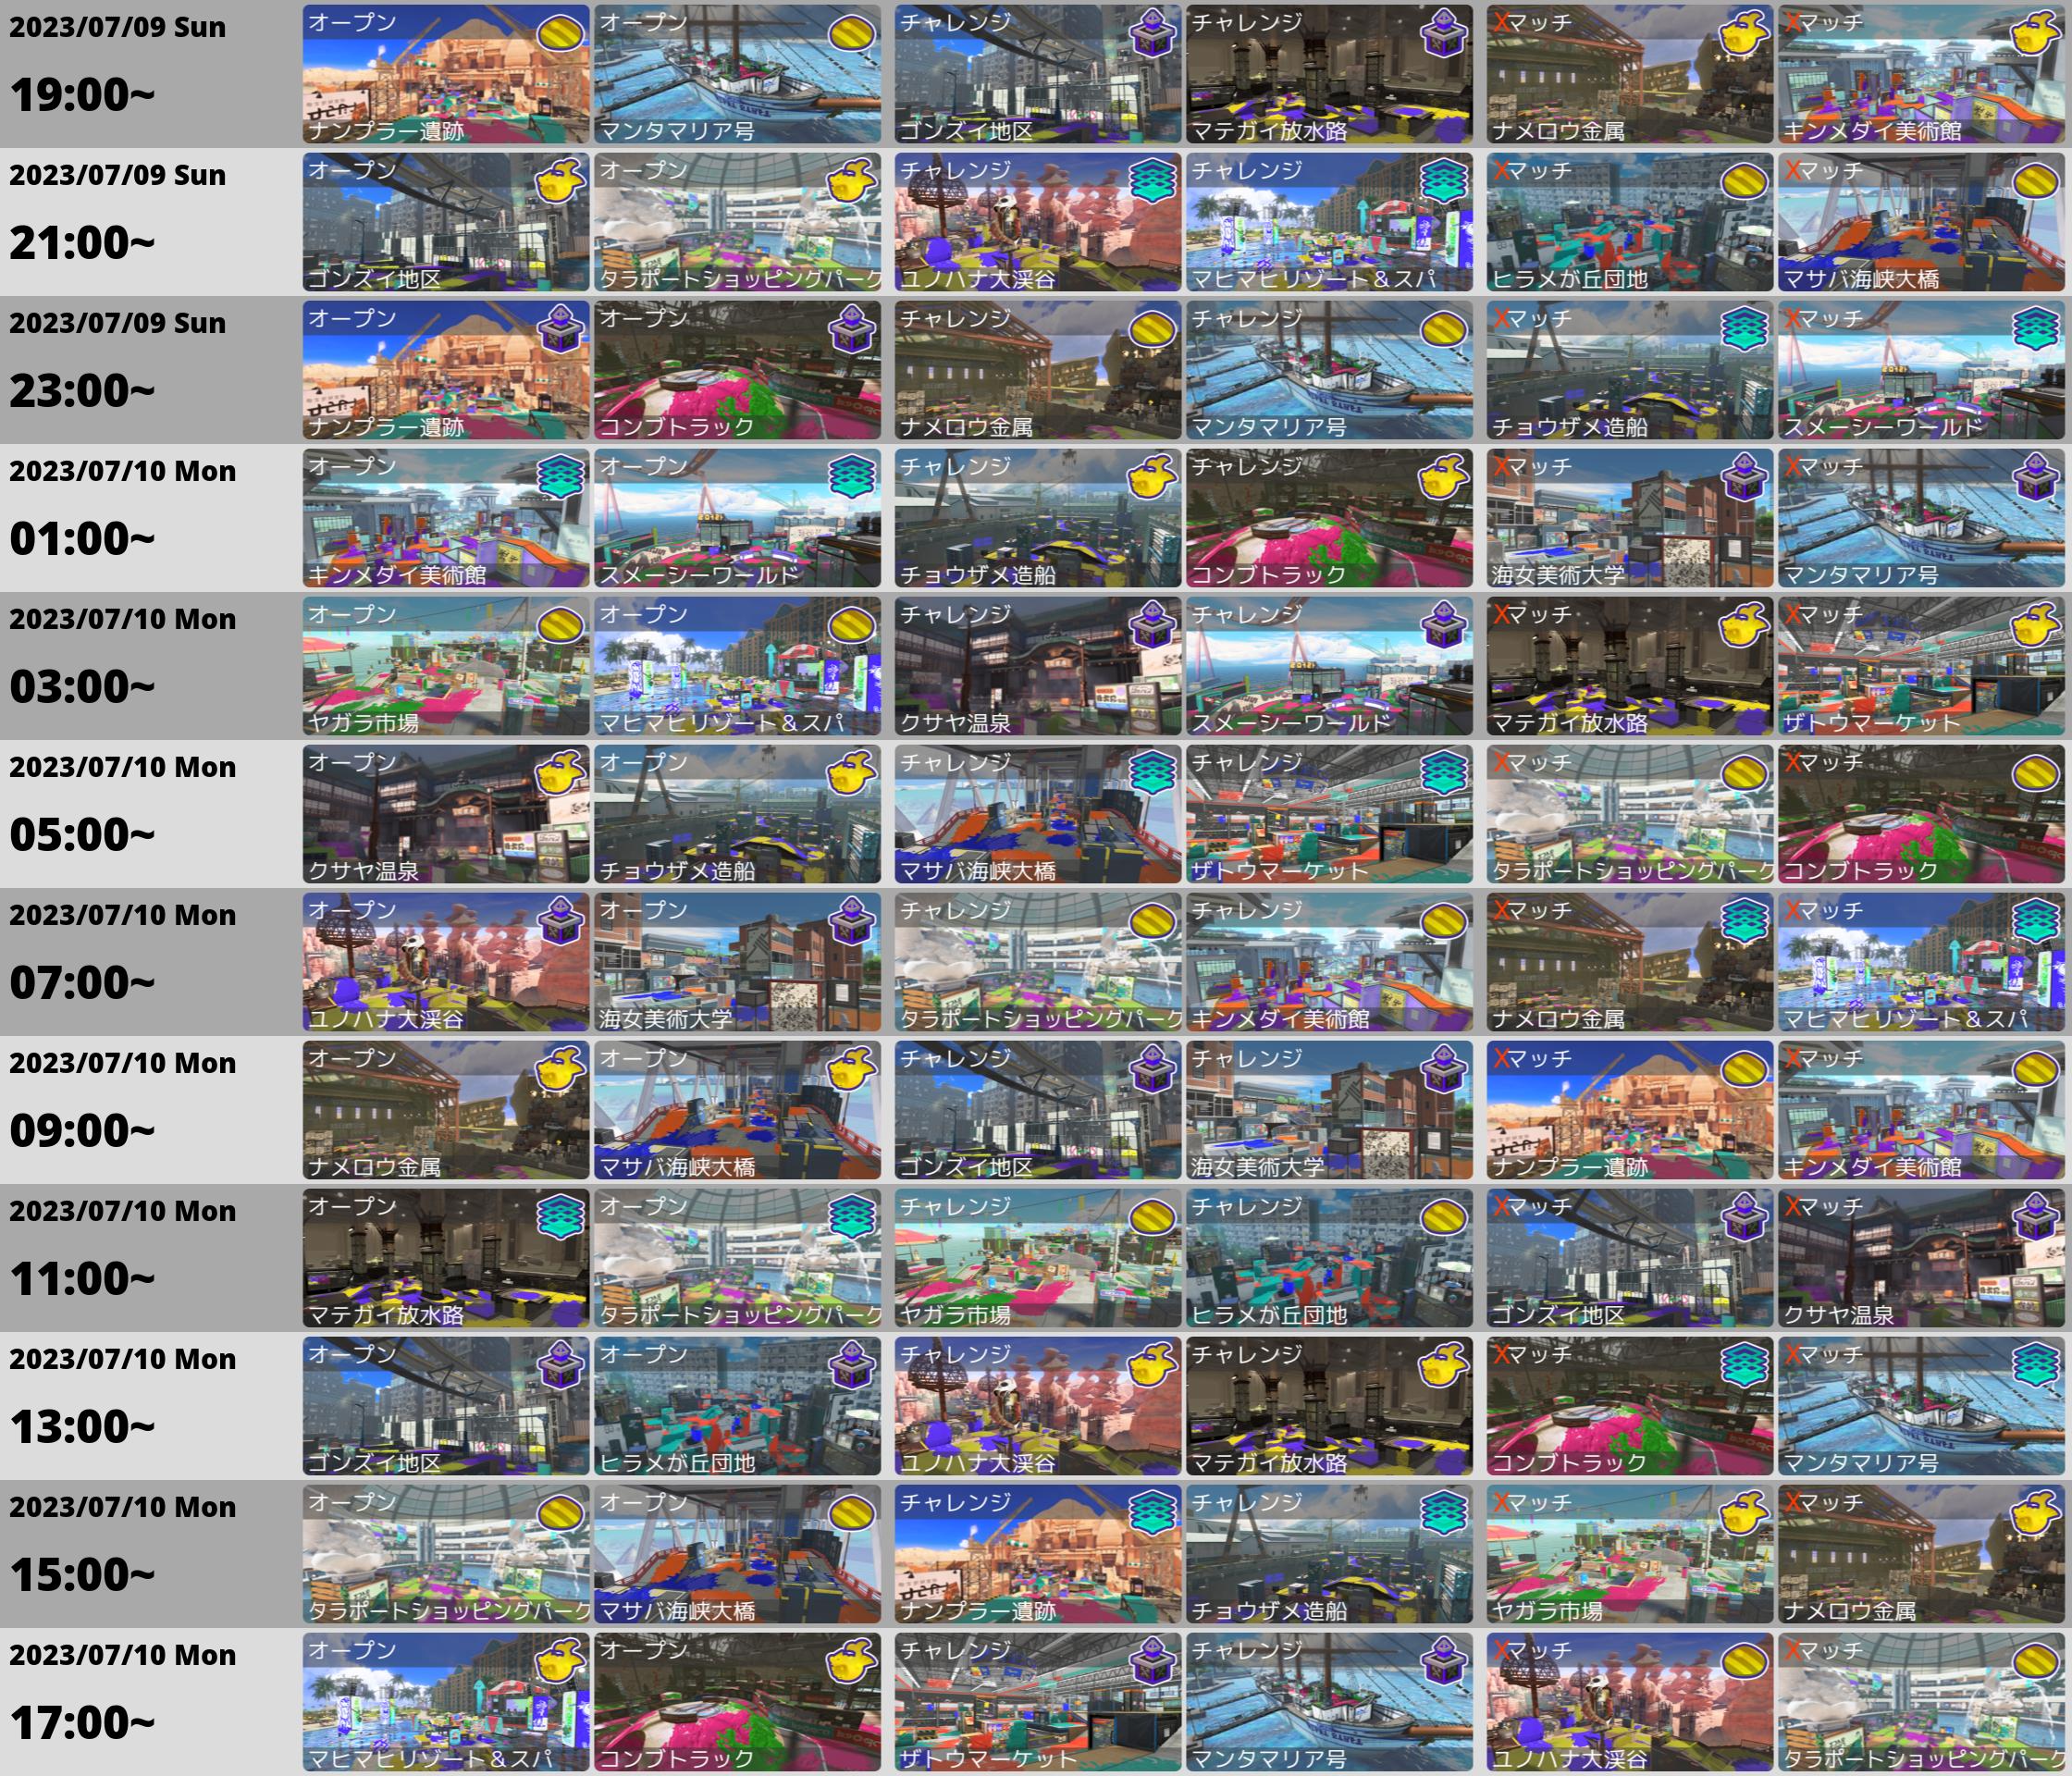 2023/07/09 Sun
19:00~
オープン オープン チャレンジ チャレンジ Xマッチ Xマッチ
ナンプラー遺跡 マンタマリア号 ゴンズイ地区 マテガイ放水路 ナメロウ金属 キンメダイ美術館
2023/07/09 Sun
21:00~
オープン オープン チャレンジ チャレンジ Xマッチ Xマッチ
ゴンズイ地区 タラポートショッピングパーク ユノハナ大渓谷 マヒマヒリゾート&スパ ヒラメが丘団地 マサバ海峡大橋
2023/07/09 Sun
23:00~
オープン オープン チャレンジ チャレンジ Xマッチ Xマッチ
ナンプラー遺跡 コンブトラック ナメロウ金属 マンタマリア号 チョウザメ造船 スメーシーワールド
2023/07/10 Mon
01:00~
オープン オープン チャレンジ チャレンジ Xマッチ Xマッチ
キンメダイ美術館 スメーシーワールド チョウザメ造船 コンブトラック 海女美術大学 マンタマリア号
2023/07/10 Mon
03:00~
オープン オープン チャレンジ チャレンジ Xマッチ Xマッチ
ヤガラ市場 マヒマヒリゾート&スパ クサヤ温泉 スメーシーワールド マテガイ放水路 ザトウマーケット
2023/07/10 Mon
05:00~
オープン オープン チャレンジ チャレンジ Xマッチ Xマッチ
クサヤ温泉 チョウザメ造船 マサバ海峡大橋 ザトウマーケット タラポートショッピングパーク コンブトラック
2023/07/10 Mon
07:00~
オープン オープン チャレンジ チャレンジ Xマッチ Xマッチ
ユノハナ大渓谷 海女美術大学 タラポートショッピングパーク キンメダイ美術館 ナメロウ金属 マヒマヒリゾート&スパ
2023/07/10 Mon
09:00~
オープン オープン チャレンジ チャレンジ Xマッチ Xマッチ
ナメロウ金属 マサバ海峡大橋 ゴンズイ地区 海女美術大学 ナンプラー遺跡 キンメダイ美術館
2023/07/10 Mon
11:00~
オープン オープン チャレンジ チャレンジ Xマッチ Xマッチ
マテガイ放水路 タラポートショッピングパーク ヤガラ市場 ヒラメが丘団地 ゴンズイ地区 クサヤ温泉
2023/07/10 Mon
13:00~
オープン オープン チャレンジ チャレンジ Xマッチ Xマッチ
ゴンズイ地区 ヒラメが丘団地 ユノハナ大渓谷 マテガイ放水路 コンブトラック マンタマリア号
2023/07/10 Mon
15:00~
オープン オープン チャレンジ チャレンジ Xマッチ Xマッチ
タラポートショッピングパーク マサバ海峡大橋 ナンプラー遺跡 チョウザメ造船 ヤガラ市場 ナメロウ金属
2023/07/10 Mon
17:00~
オープン オープン チャレンジ チャレンジ Xマッチ Xマッチ
マヒマヒリゾート&スパ コンブトラック ザトウマーケット マンタマリア号 ユノハナ大渓谷 タラポートショッピングパーク